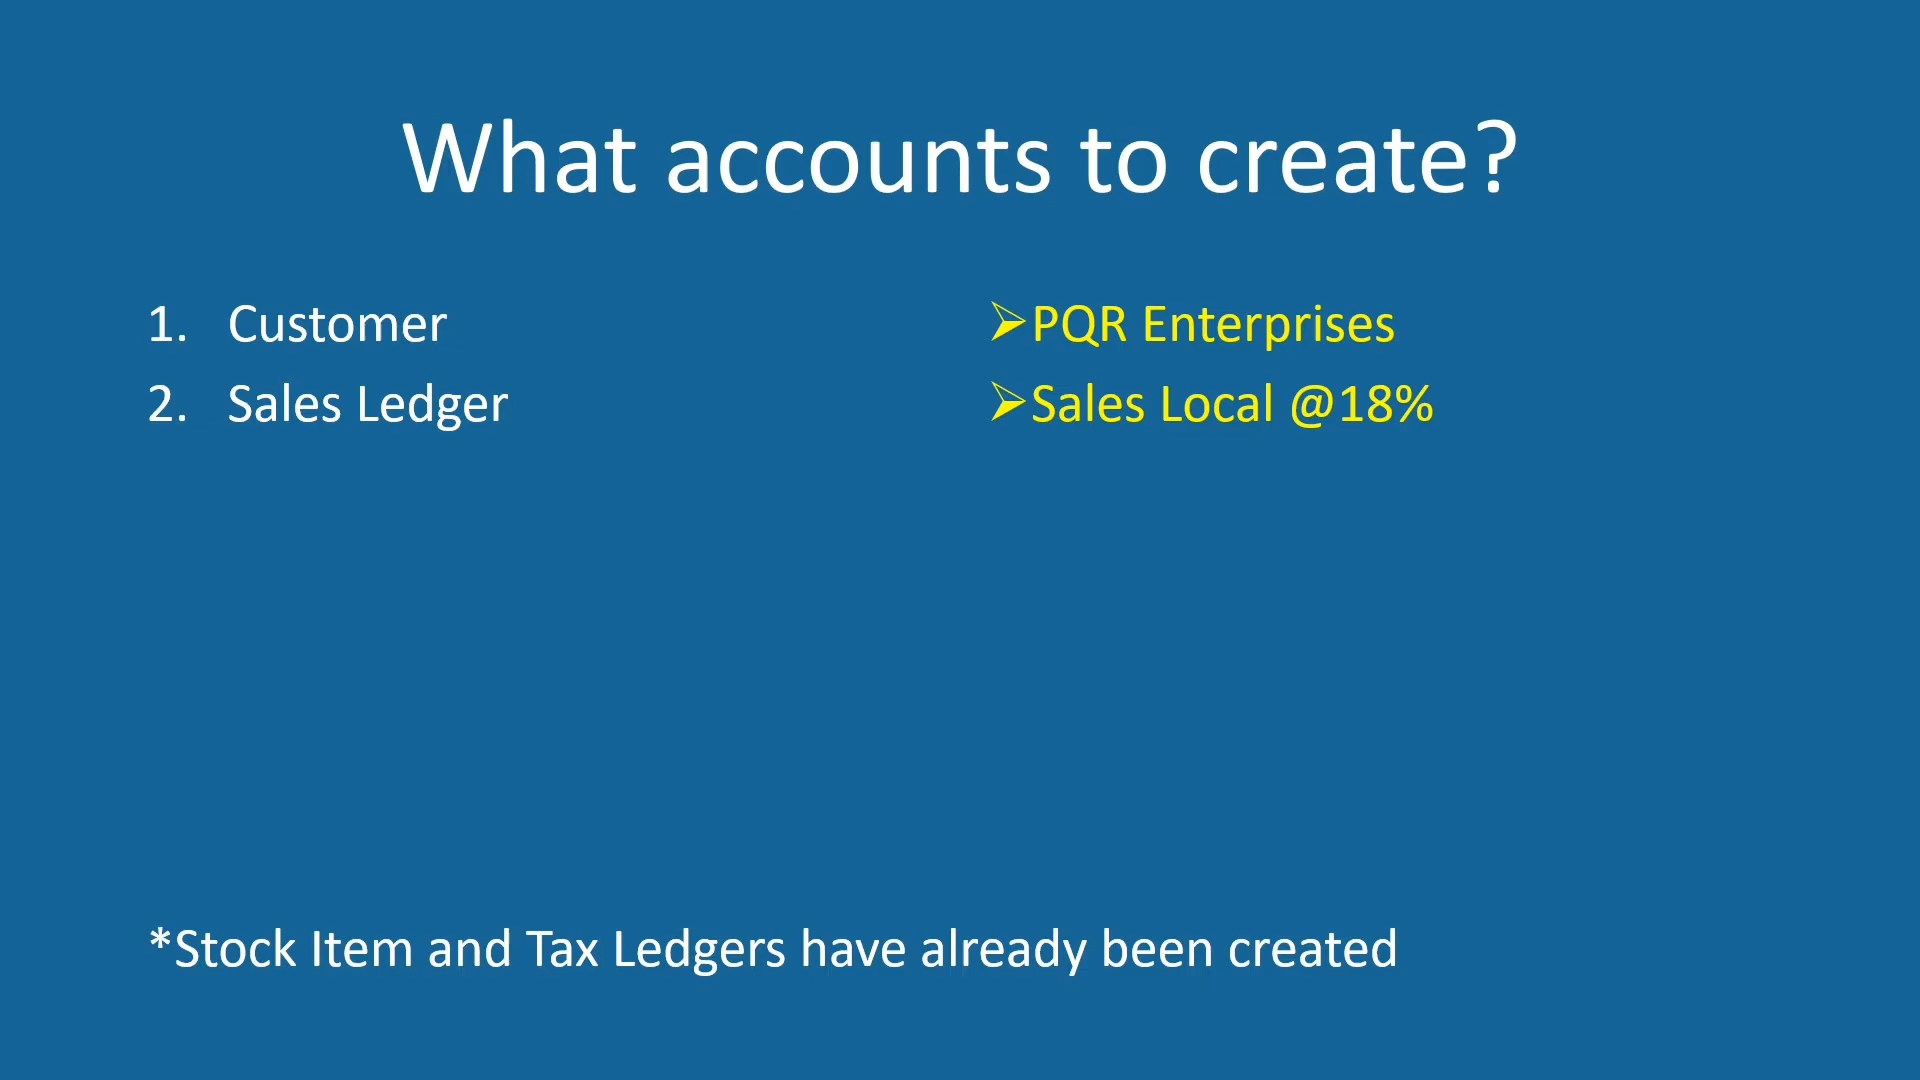 What accounts to create?
1. Customer
2. Sales Ledger
➢PQR Enterprises
➢Sales Local @18%
*Stock Item and Tax Ledgers have already been created